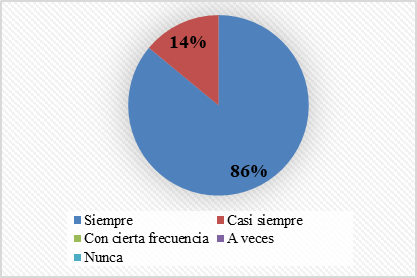 14%
86%
Siempre Casi siempre
Con cierta frecuencia A veces
Nunca